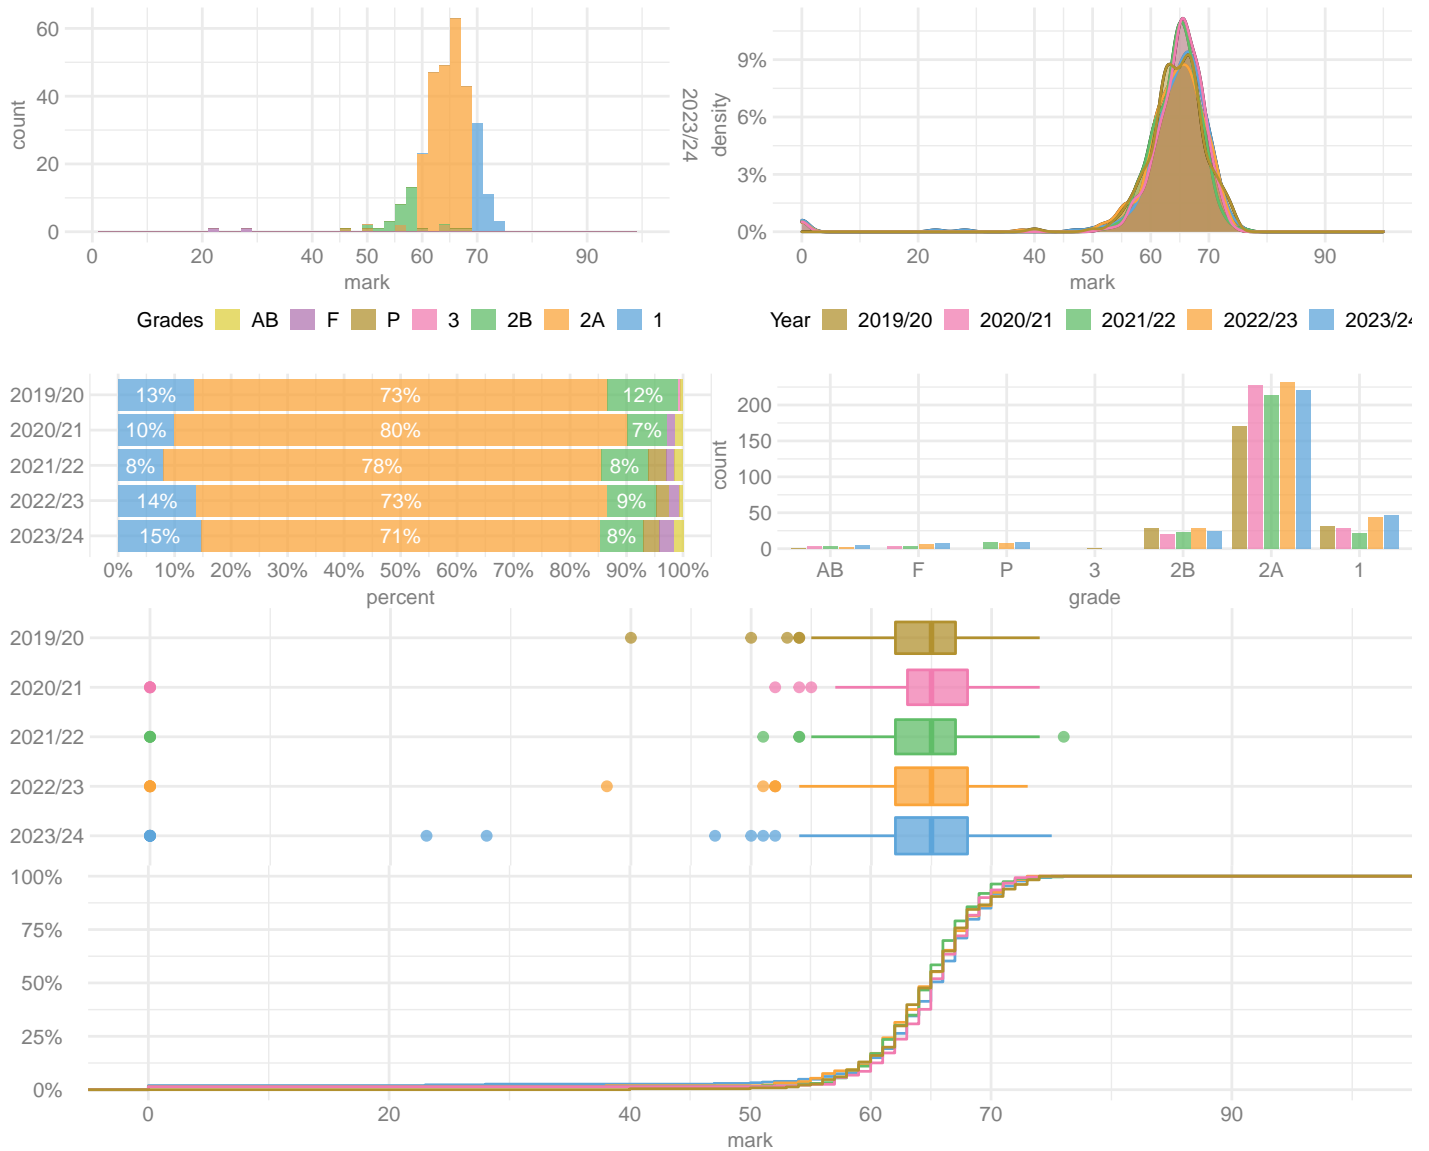 60
40
20
0
count
0 20 40 60 70 90
mark
2023/24
9%
6%
3%
0%
density
0 20 40 50 60 70 90
mark
Grades AB F P 3 2B 2A 1
Year 2019/20 2020/21 2021/22 2022/23 2023/24
2019/20 13% 73% 12%
2020/21 10% 80% 7%
2021/22 8% 78% 8%
2022/23 14% 73% 9%
2023/24 15% 71% 8%
0% 10% 20% 30% 40% 50% 60% 70% 80% 90% 100%
percent
200
150
100
50
0
count
AB F P 3 2B 2A 1
grade
2019/20
2020/21
2021/22
2022/23
2023/24
100%
75%
50%
25%
0%
0 20 40 50 60 70 90
mark